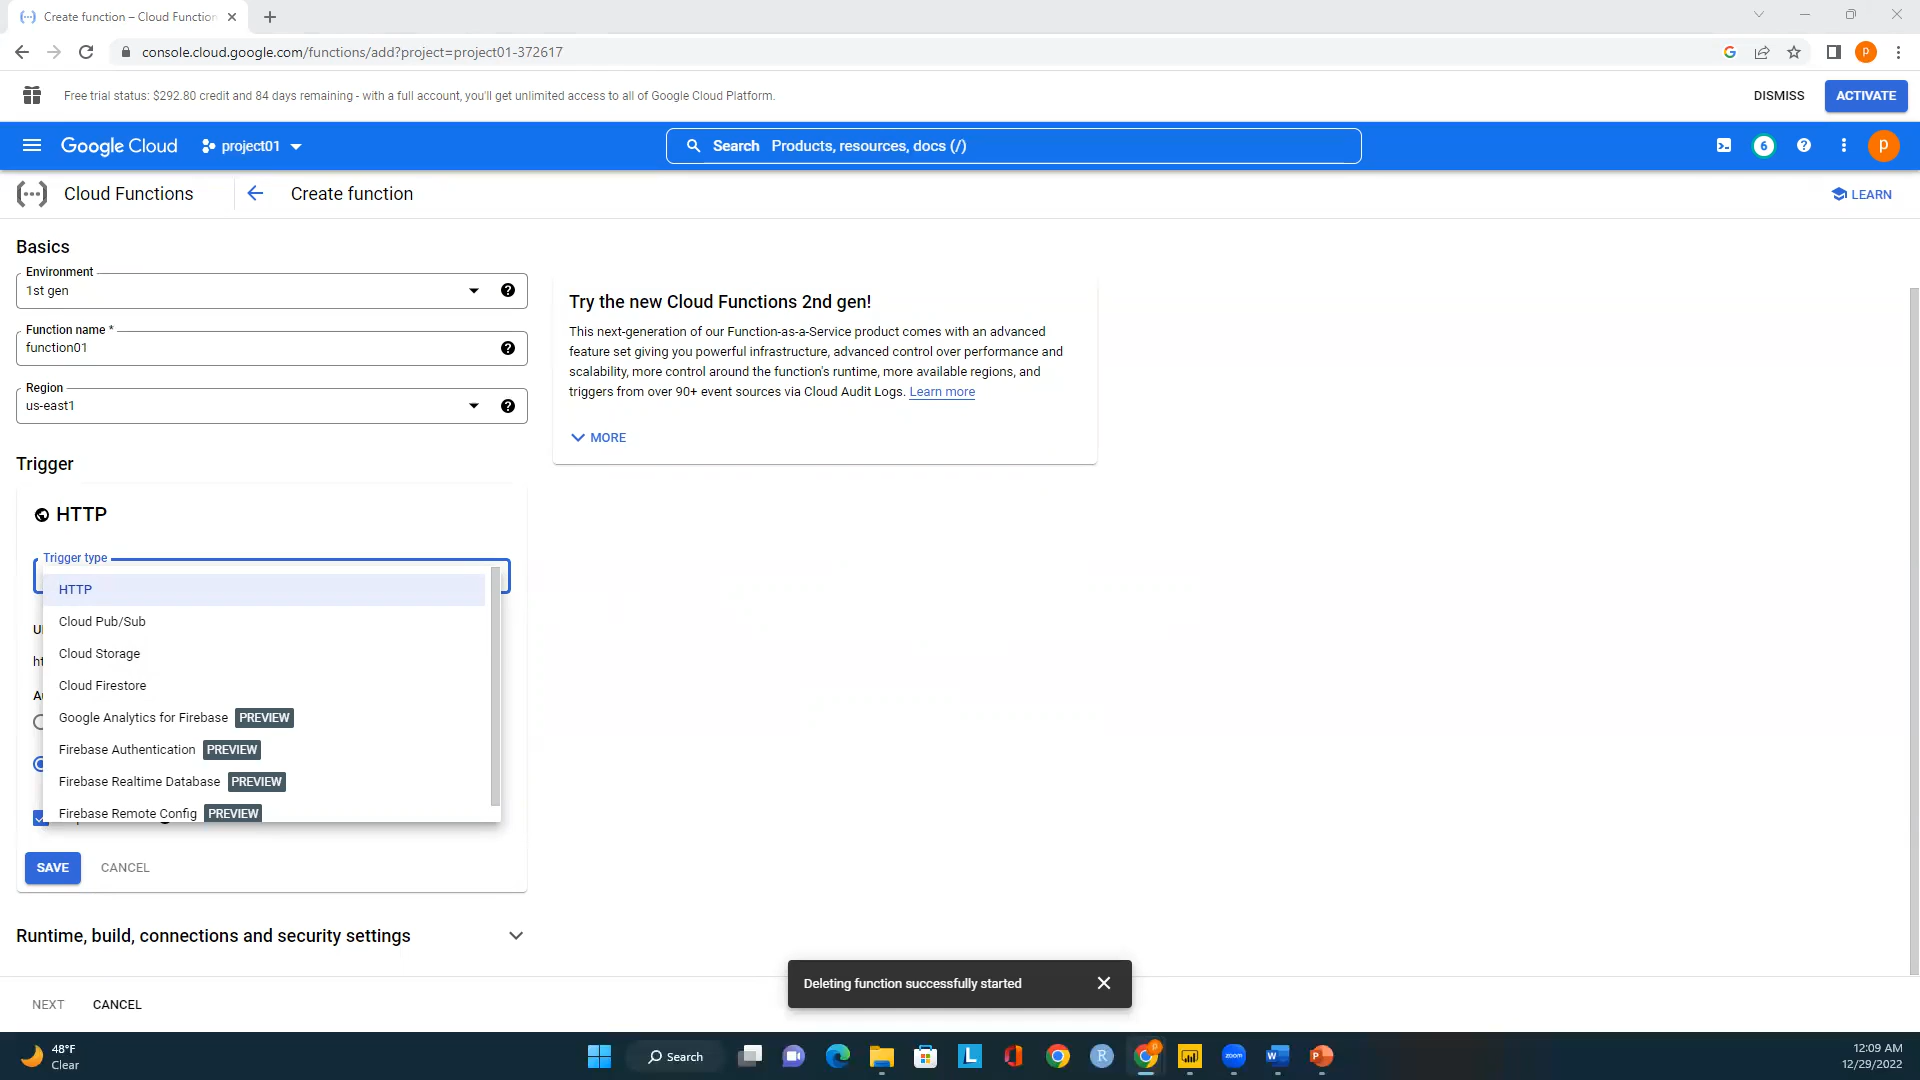 Create function – Cloud Function
console.cloud.google.com/functions/add?project=project01-372617
G
P
Free trial status: $292.80 credit and 84 days remaining - with a full account, you'll get unlimited access to all of Google Cloud Platform.
DISMISS
ACTIVATE
Google Cloud
project01
Search Products, resources, docs (/)
6
P
Cloud Functions
Create function
LEARN
Basics
Environment
1st gen
Function name *
function01
Region
us-east1
Try the new Cloud Functions 2nd gen!
This next-generation of our Function-as-a-Service product comes with an advanced
feature set giving you powerful infrastructure, advanced control over performance and
scalability, more control around the function's runtime, more available regions, and
triggers from over 90+ event sources via Cloud Audit Logs. Learn more
MORE
Trigger
HTTP
Trigger type
HTTP
Cloud Pub/Sub
Cloud Storage
Cloud Firestore
Google Analytics for Firebase PREVIEW
Firebase Authentication PREVIEW
Firebase Realtime Database PREVIEW
Firebase Remote Config PREVIEW
SAVE
CANCEL
Runtime, build, connections and security settings
Deleting function successfully started
NEXT
CANCEL
48°F
Clear
Search
L
R
zoom
W
P
12:09 AM
12/29/2022